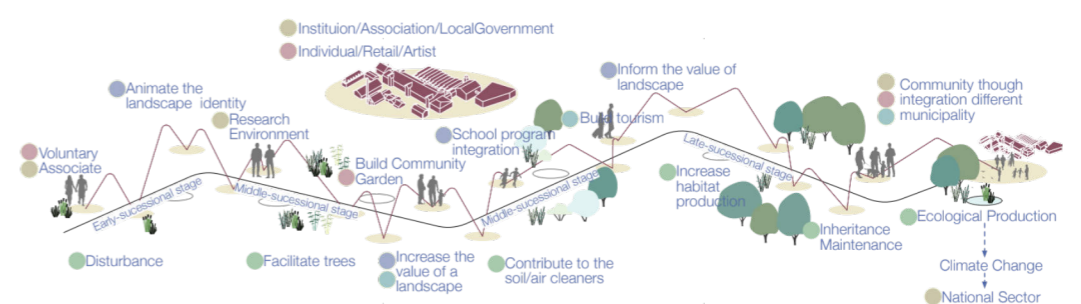 Instituion/Association/LocalGovernment
Individual/Retail/Artist
Animate the
landscape identity
Research
Environment
Voluntary
Associate
Early-sucessional stage
Disturbance
Middle-sucessional stage
Facilitate trees
Build Community
Garden
Increase the
value of a
landscape
School program
integration
Contribute to the
soil/air cleaners
Middle-sucessional stage
Buid tourism
Inform the value of
landscape
Late-sucessional stage
Increase
habitat
production
Inheritance
Maintenance
Community though
integration different
municipality
Ecological Production
Climate Change
National Sector